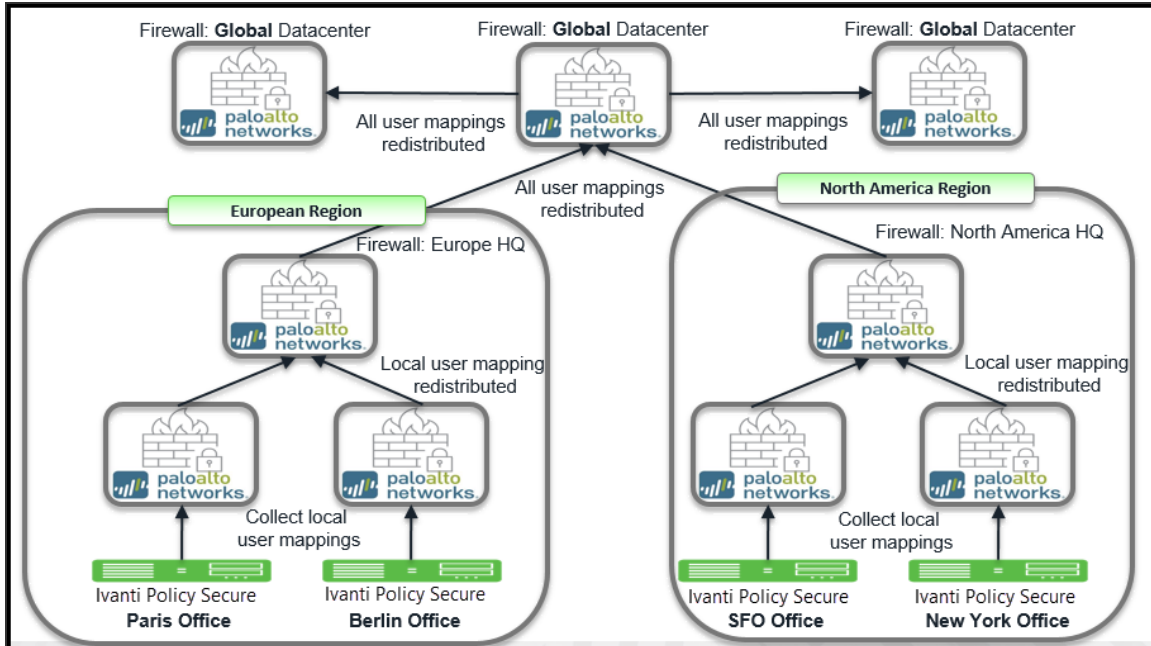 Firewall: Global Datacenter
Firewall: Global Datacenter
Firewall: Global Datacenter
paloalto
networks.
paloalto
networks.
paloalto
networks.
All user mappings
redistributed
All user mappings
redistributed
All user mappings
redistributed
European Region
North America Region
Firewall: Europe HQ
Firewall: North America HQ
paloalto
networks.
paloalto
networks.
Local user mapping
redistributed
Local user mapping
redistributed
paloalto
networks.
paloalto
networks.
paloalto
networks.
paloalto
networks.
Collect local
user mappings
Collect local
user mappings
Ivanti Policy Secure
Paris Office
Ivanti Policy Secure
Berlin Office
Ivanti Policy Secure
SFO Office
Ivanti Policy Secure
New York Office